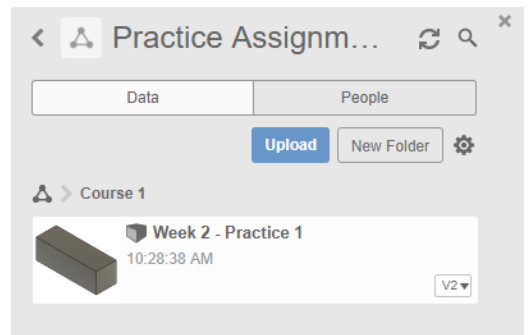 Practice Assignm...
Data People
Upload New Folder
Course 1
Week 2 - Practice 1
10:28:38 AM
V2